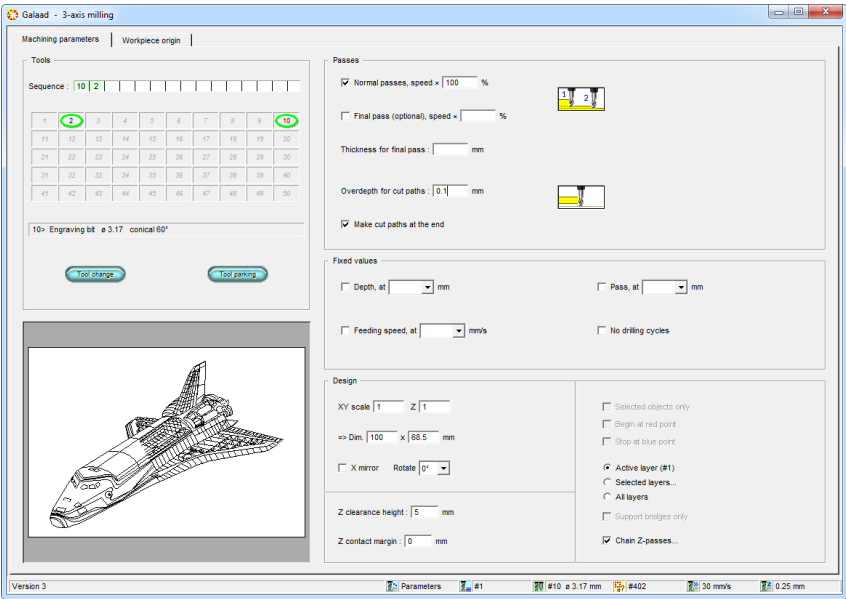 Galaad - 3-axis milling
Machining parameters
Workpiece origin
Tools
Sequence : 10 2
1 2 3 4 5 6 7 8 9 10
11 12 13 14 15 16 17 18 19 20
21 22 23 24 25 26 27 28 29 30
31 32 33 34 35 36 37 38 39 40
41 42 43 44 45 46 47 48 49 50
10> Engraving bit ø 3.17 conical 60°
Tool change
Tool parking
Passes
Normal passes, speed × 100 %
1 2
Final pass (optional), speed × %
Thickness for final pass : mm
Overdepth for cut paths : 0.1 mm
Make cut paths at the end
Fixed values
Depth, at mm
Pass, at mm
Feeding speed, at mm/s
No drilling cycles
Design
XY scale 1 Z 1
=> Dim. 100 x 68.5 mm
X mirror Rotate 0°
Z clearance height : 5 mm
Z contact margin : 0 mm
Selected objects only
Begin at red point
Stop at blue point
Active layer (#1)
Selected layers...
All layers
Support bridges only
Chain Z-passes...
Version 3
Parameters
#1
#10 ø 3.17 mm
#402
30 mm/s
0.25 mm